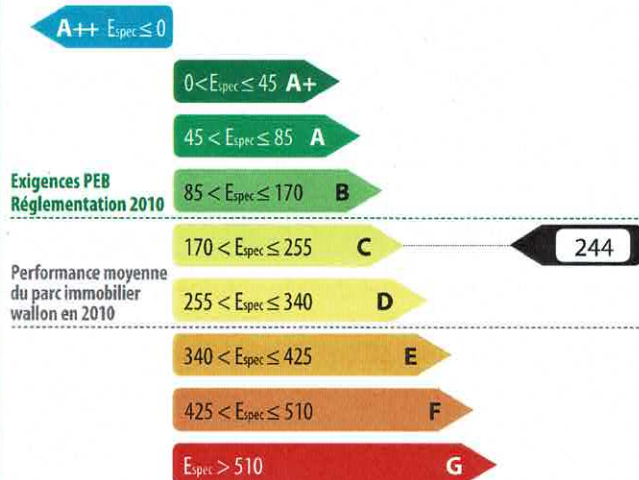 A++ Espec ≤ 0
0 < Espec ≤ 45 A+
45 < Espec ≤ 85 A
Exigences PEB
Réglementation 2010
85 < Espec ≤ 170 B
170 < Espec ≤ 255 C
244
Performance moyenne
du parc immobilier
wallon en 2010
255 < Espec ≤ 340 D
340 < Espec ≤ 425 E
425 < Espec ≤ 510 F
Espec > 510 G